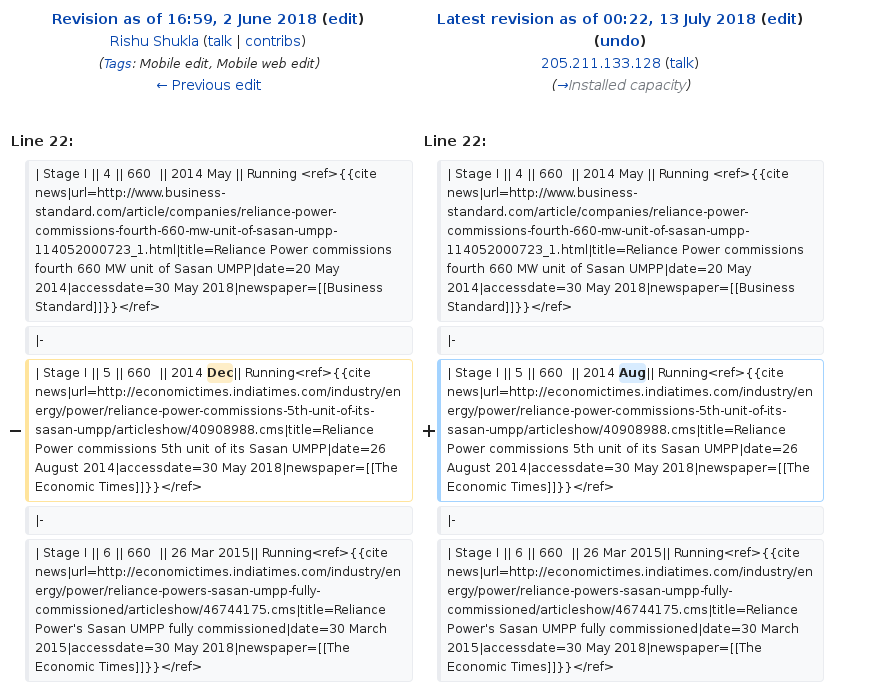 Revision as of 16:59, 2 June 2018 (edit)
Rishu Shukla (talk | contribs)
(Tags: Mobile edit, Mobile web edit)
← Previous edit
Latest revision as of 00:22, 13 July 2018 (edit)
(undo)
205.211.133.128 (talk)
(→Installed capacity)
Line 22:
| Stage I || 4 || 660  || 2014 May || Running <ref>{{cite
news|url=http://www.business-
standard.com/article/companies/reliance-power-
commissions-fourth-660-mw-unit-of-sasan-umpp-
114052000723_1.html|title=Reliance Power commissions
fourth 660 MW unit of Sasan UMPP|date=20 May
2014|accessdate=30 May 2018|newspaper=[[Business
Standard]]}}</ref>
|-
− | Stage I || 5 || 660  || 2014 Dec|| Running<ref>{{cite
news|url=http://economictimes.indiatimes.com/industry/en
ergy/power/reliance-power-commissions-5th-unit-of-its-
sasan-umpp/articleshow/40908988.cms|title=Reliance
Power commissions 5th unit of its Sasan UMPP|date=26
August 2014|accessdate=30 May 2018|newspaper=[[The
Economic Times]]}}</ref>
|-
| Stage I || 6 || 660  || 26 Mar 2015|| Running<ref>{{cite
news|url=http://economictimes.indiatimes.com/industry/en
ergy/power/reliance-powers-sasan-umpp-fully-
commissioned/articleshow/46744175.cms|title=Reliance
Power's Sasan UMPP fully commissioned|date=30 March
2015|accessdate=30 May 2018|newspaper=[[The
Economic Times]]}}</ref>
Line 22:
| Stage I || 4 || 660  || 2014 May || Running <ref>{{cite
news|url=http://www.business-
standard.com/article/companies/reliance-power-
commissions-fourth-660-mw-unit-of-sasan-umpp-
114052000723_1.html|title=Reliance Power commissions
fourth 660 MW unit of Sasan UMPP|date=20 May
2014|accessdate=30 May 2018|newspaper=[[Business
Standard]]}}</ref>
|-
+ | Stage I || 5 || 660  || 2014 Aug|| Running<ref>{{cite
news|url=http://economictimes.indiatimes.com/industry/en
ergy/power/reliance-power-commissions-5th-unit-of-its-
sasan-umpp/articleshow/40908988.cms|title=Reliance
Power commissions 5th unit of its Sasan UMPP|date=26
August 2014|accessdate=30 May 2018|newspaper=[[The
Economic Times]]}}</ref>
|-
| Stage I || 6 || 660  || 26 Mar 2015|| Running<ref>{{cite
news|url=http://economictimes.indiatimes.com/industry/en
ergy/power/reliance-powers-sasan-umpp-fully-
commissioned/articleshow/46744175.cms|title=Reliance
Power's Sasan UMPP fully commissioned|date=30 March
2015|accessdate=30 May 2018|newspaper=[[The
Economic Times]]}}</ref>